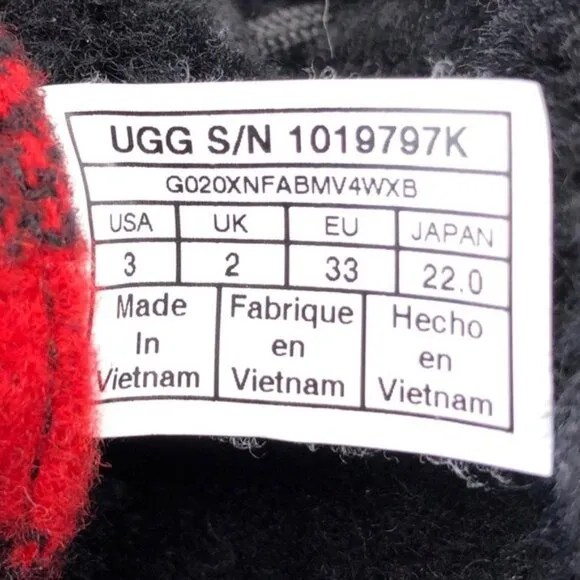 UGG S/N 1019797K
G020XNFABMV4WXB
USA UK EU JAPAN
3 2 33 22.0
Made Fabrique Hecho
In en en
Vietnam Vietnam Vietnam